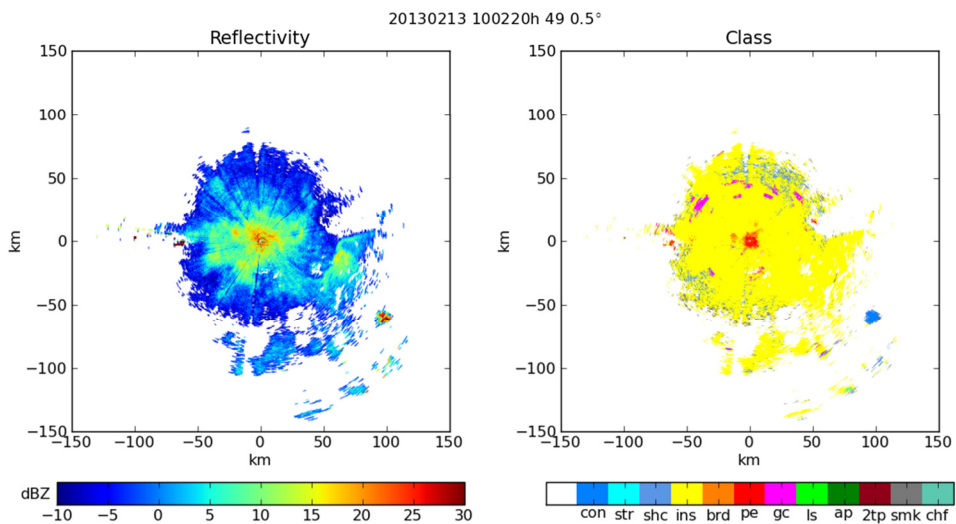 20130213 100220h 49 0.5°
Reflectivity
Class
150
100
50
0
−50
−100
−150
km
−150 −100 −50 0 50 100 150
km
150
100
50
0
−50
−100
−150
km
−150 −100 −50 0 50 100 150
km
dBZ
−10 −5 0 5 10 15 20 25 30
con str shc ins brd pe gc ls ap 2tp smk chf